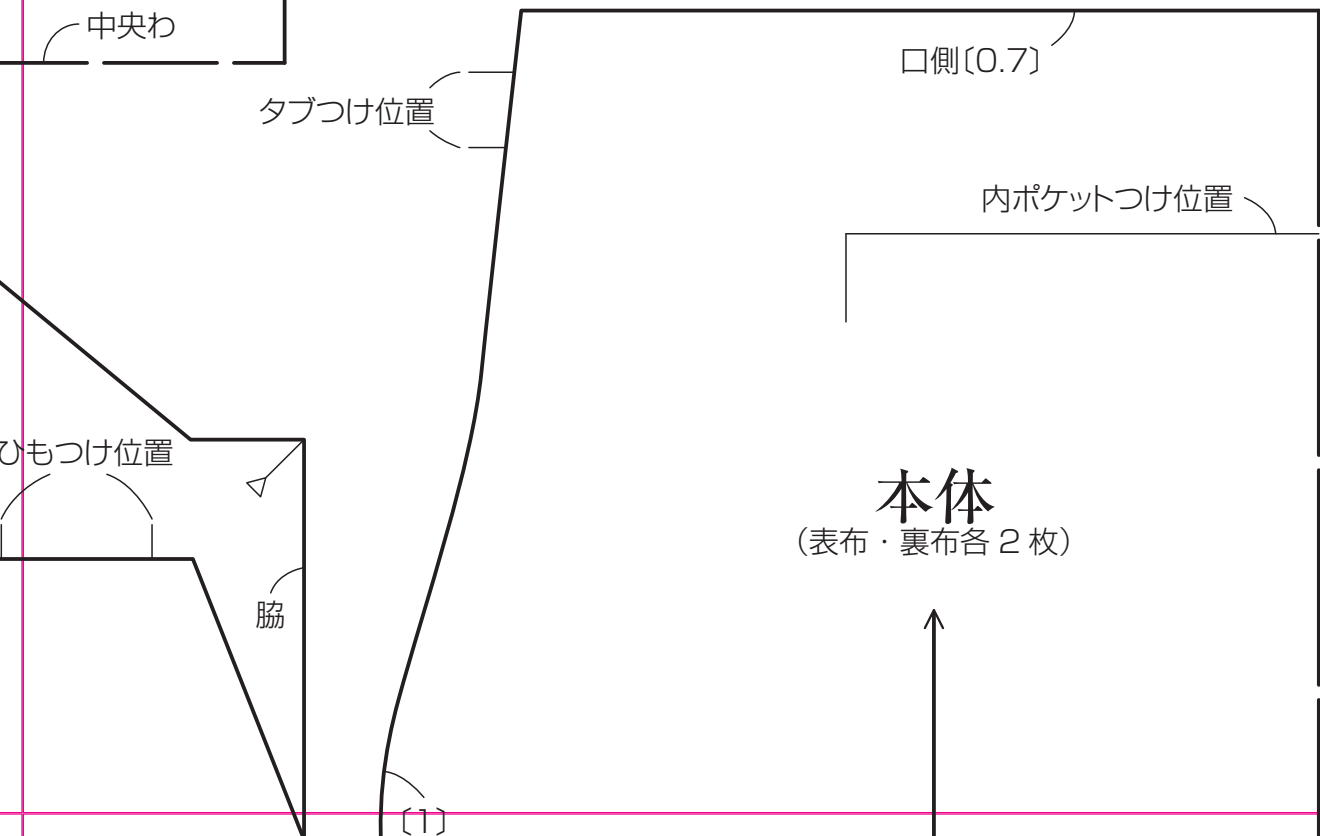 中央わ
口側〔0.7〕
タブつけ位置
内ポケットつけ位置
ひもつけ位置
本体
（表布・裏布各 2 枚）
脇
〔1〕